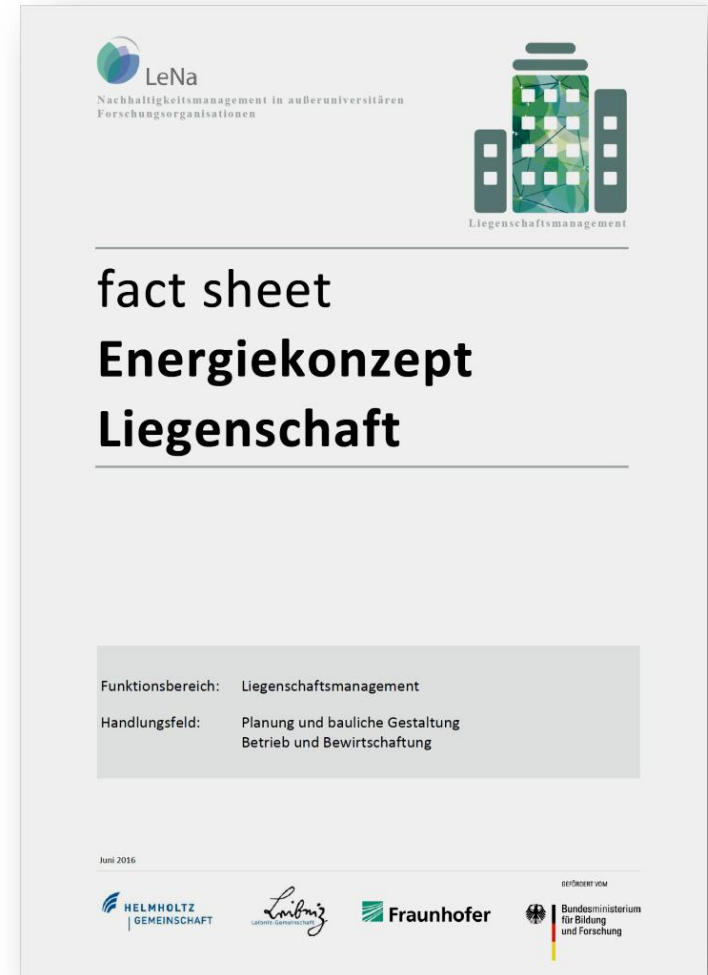 LeNa
Nachhaltigkeitsmanagement in außeruniversitären
Forschungsorganisationen
Liegenschaftsmanagement
fact sheet
Energiekonzept
Liegenschaft
Funktionsbereich: Liegenschaftsmanagement
Handlungsfeld: Planung und bauliche Gestaltung
Betrieb und Bewirtschaftung
Juni 2016
GEFÖRDERT VOM
HELMHOLTZ
GEMEINSCHAFT
Leibniz
Leibniz-Gemeinschaft
Fraunhofer
Bundesministerium
für Bildung
und Forschung